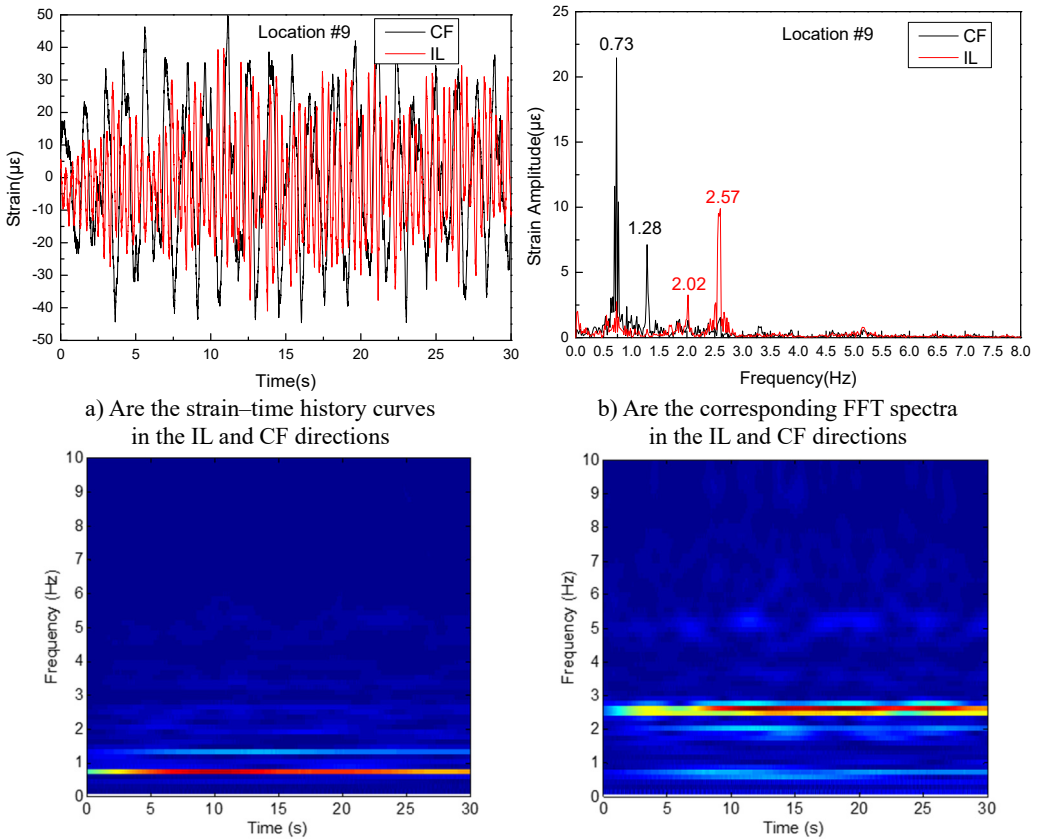 Location #9
CF
IL
50
40
30
20
10
0
-10
-20
-30
-40
-50
Strain(με)
0 5 10 15 20 25 30
Time(s)
Location #9
CF
IL
0.73
1.28
2.57
2.02
25
20
15
10
5
0
Strain Amplitude(με)
0.0 0.5 1.0 1.5 2.0 2.5 3.0 3.5 4.0 4.5 5.0 5.5 6.0 6.5 7.0 7.5 8.0
Frequency(Hz)
a) Are the strain–time history curves
in the IL and CF directions
b) Are the corresponding FFT spectra
in the IL and CF directions
10
9
8
7
6
5
4
3
2
1
0
Frequency (Hz)
0 5 10 15 20 25 30
Time (s)
10
9
8
7
6
5
4
3
2
1
0
Frequency (Hz)
0 5 10 15 20 25 30
Time (s)